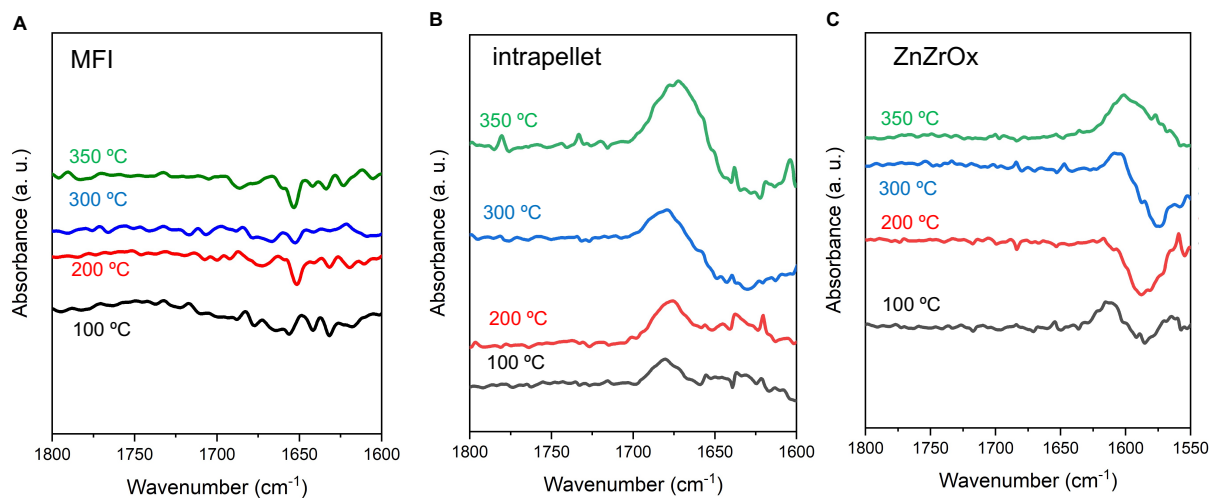 A
MFI
350 ºC
300 ºC
200 ºC
100 ºC
Absorbance (a. u.)
1800
1750
1700
1650
1600
Wavenumber (cm⁻¹)
B
intrapellet
350 ºC
300 ºC
200 ºC
100 ºC
Absorbance (a. u.)
1800
1750
1700
1650
1600
Wavenumber (cm⁻¹)
C
ZnZrOx
350 ºC
300 ºC
200 ºC
100 ºC
Absorbance (a. u.)
1800
1750
1700
1650
1600
1550
Wavenumber (cm⁻¹)